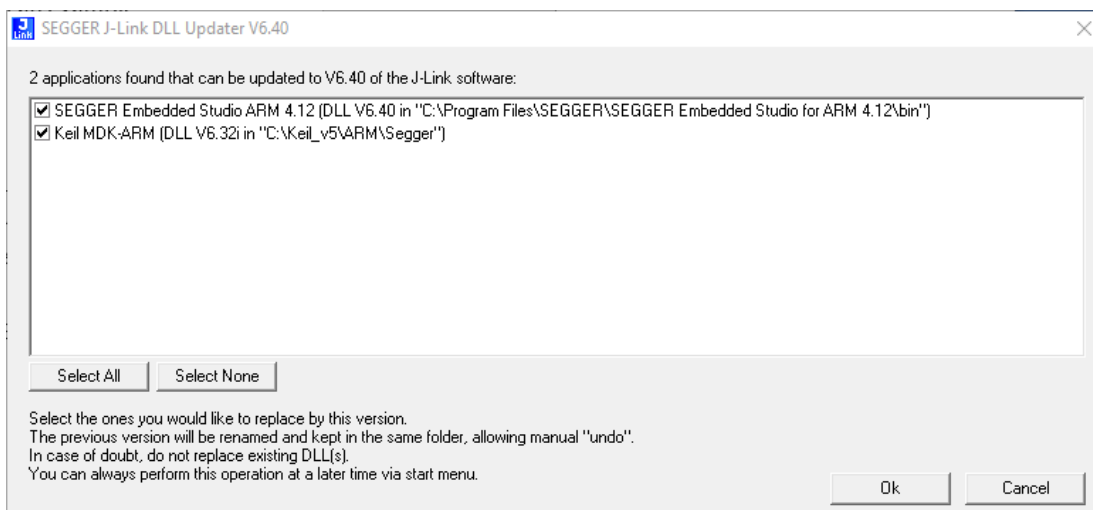 J
Link
SEGGER J-Link DLL Updater V6.40
2 applications found that can be updated to V6.40 of the J-Link software:
SEGGER Embedded Studio ARM 4.12 (DLL V6.40 in "C:\Program Files\SEGGER\SEGGER Embedded Studio for ARM 4.12\bin")
Keil MDK-ARM (DLL V6.32i in "C:\Keil_v5\ARM\Segger")
Select All
Select None
Select the ones you would like to replace by this version.
The previous version will be renamed and kept in the same folder, allowing manual "undo".
In case of doubt, do not replace existing DLL(s).
You can always perform this operation at a later time via start menu.
Ok
Cancel